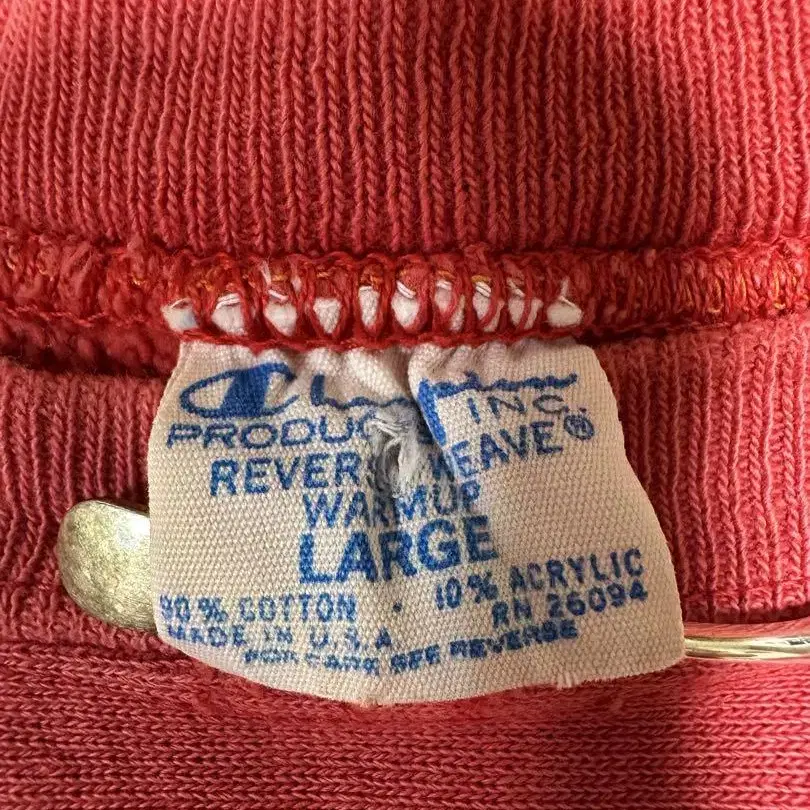 Champion
PRODUCTS INC.
REVERSE WEAVE®
WARMUP
LARGE
90% COTTON • 10% ACRYLIC
MADE IN U.S.A RN 26094
FOR CARE SEE REVERSE